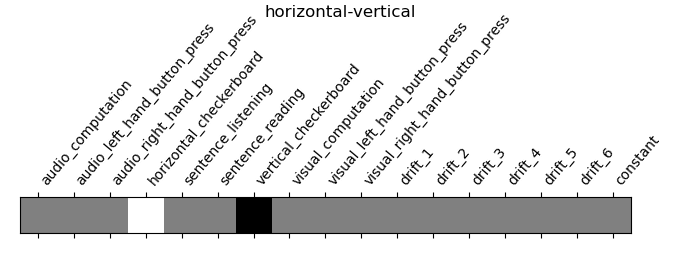 horizontal-vertical
audio_computation
audio_left_hand_button_press
audio_right_hand_button_press
horizontal_checkerboard
sentence_listening
sentence_reading
vertical_checkerboard
visual_computation
visual_left_hand_button_press
visual_right_hand_button_press
drift_1
drift_2
drift_3
drift_4
drift_5
drift_6
constant